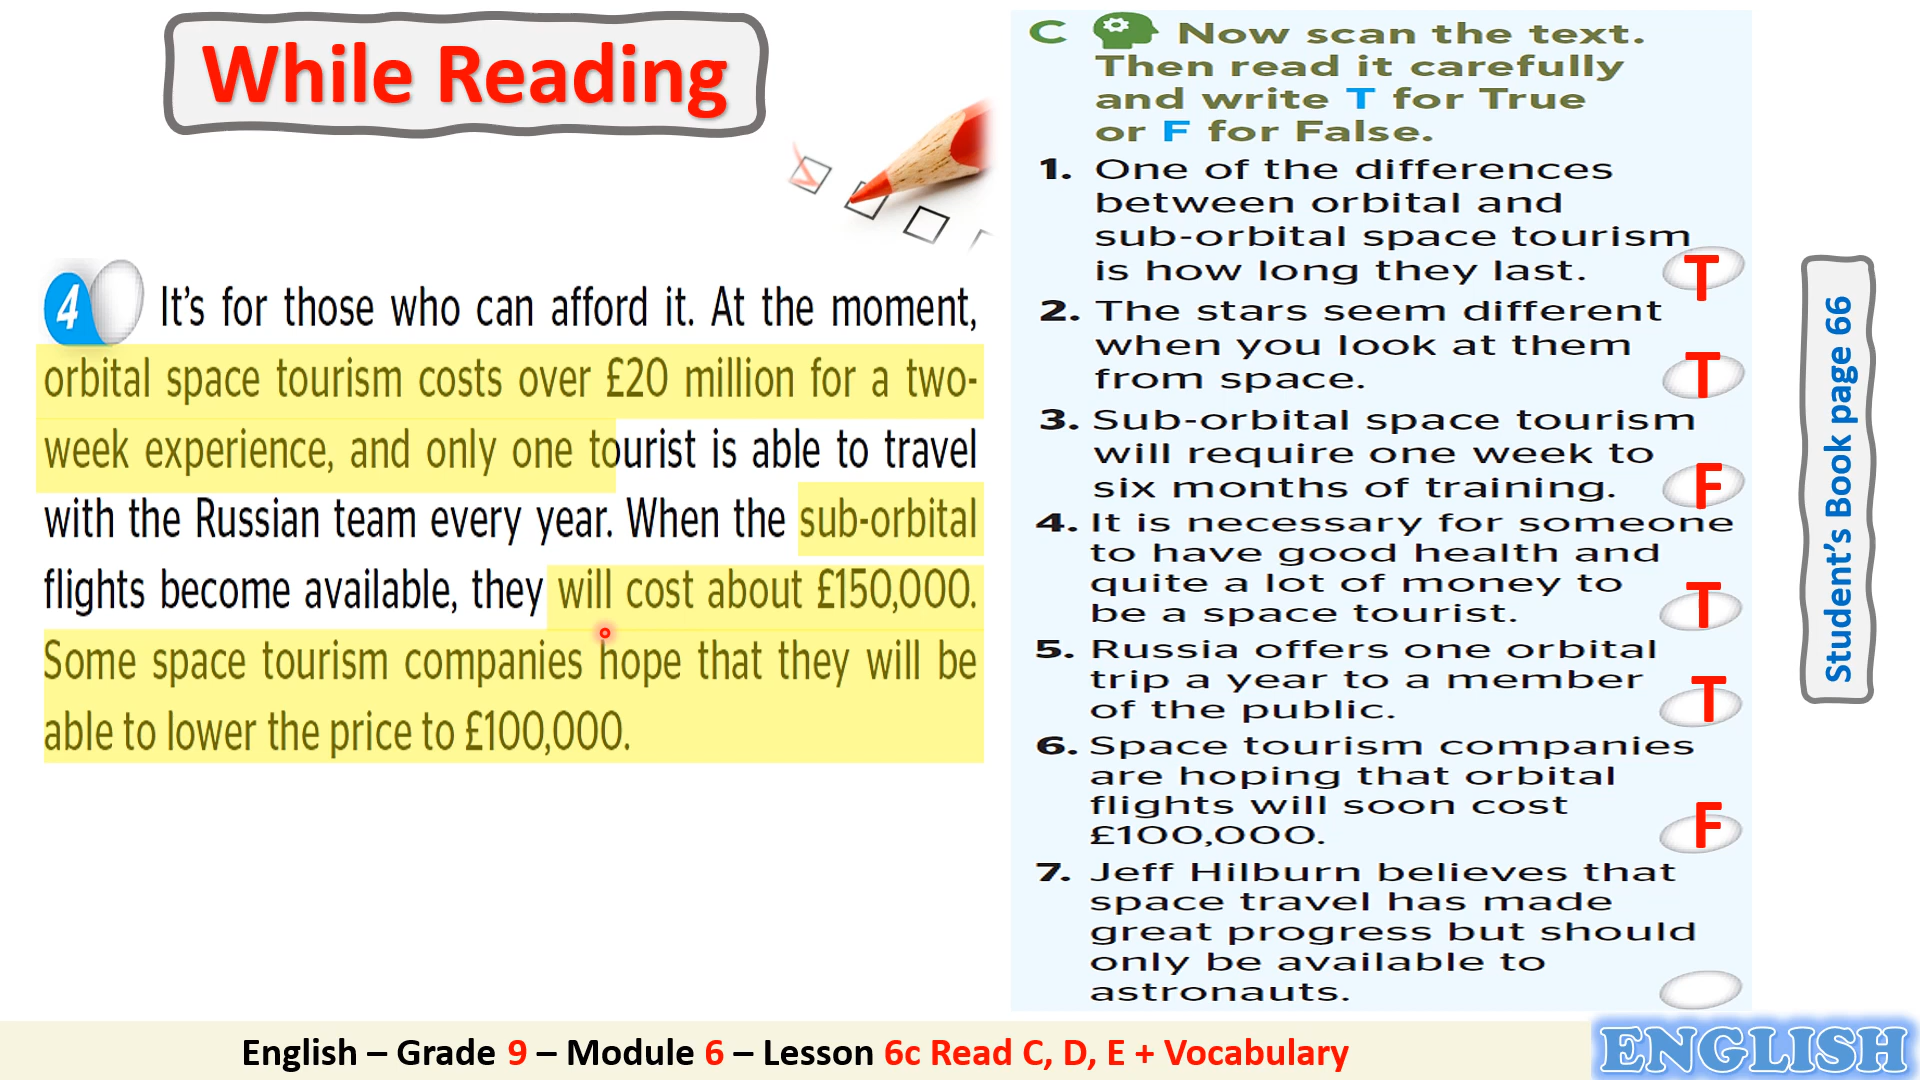 While Reading
4 It's for those who can afford it. At the moment,
orbital space tourism costs over £20 million for a two-
week experience, and only one tourist is able to travel
with the Russian team every year. When the sub-orbital
flights become available, they will cost about £150,000.
Some space tourism companies hope that they will be
able to lower the price to £100,000.
C Now scan the text.
Then read it carefully
and write T for True
or F for False.
1. One of the differences
between orbital and
sub-orbital space tourism
is how long they last. T
2. The stars seem different
when you look at them
from space. T
3. Sub-orbital space tourism
will require one week to
six months of training. F
4. It is necessary for someone
to have good health and
quite a lot of money to
be a space tourist. T
5. Russia offers one orbital
trip a year to a member
of the public. T
6. Space tourism companies
are hoping that orbital
flights will soon cost
£100,000. F
7. Jeff Hilburn believes that
space travel has made
great progress but should
only be available to
astronauts.
Student's Book page 66
English – Grade 9 – Module 6 – Lesson 6c Read C, D, E + Vocabulary
ENGLISH